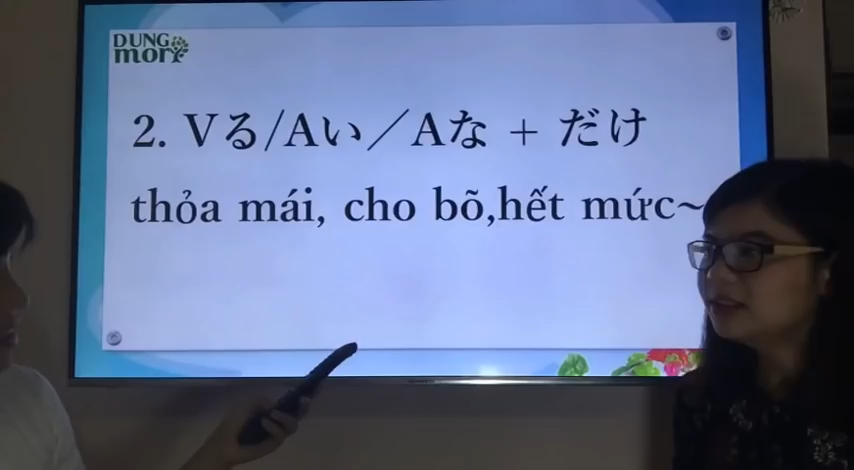 DUNG
mori
2. Vる/Aい／Aな + だけ
thỏa mái, cho bõ,hết mức~